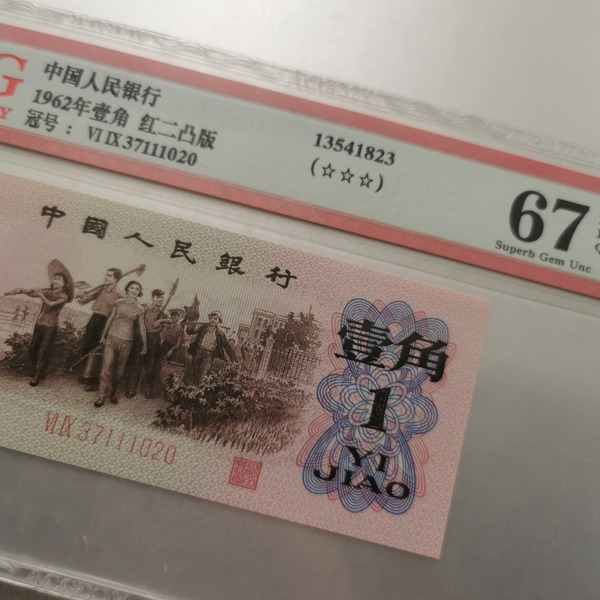 G
中国人民银行
1962年壹角 红二凸版
冠号： VI IX 37111020
13541823
(☆☆☆)
67
Superb Gem Unc
中國人民銀行
壹角
1
YI
JIAO
VI IX 37111020